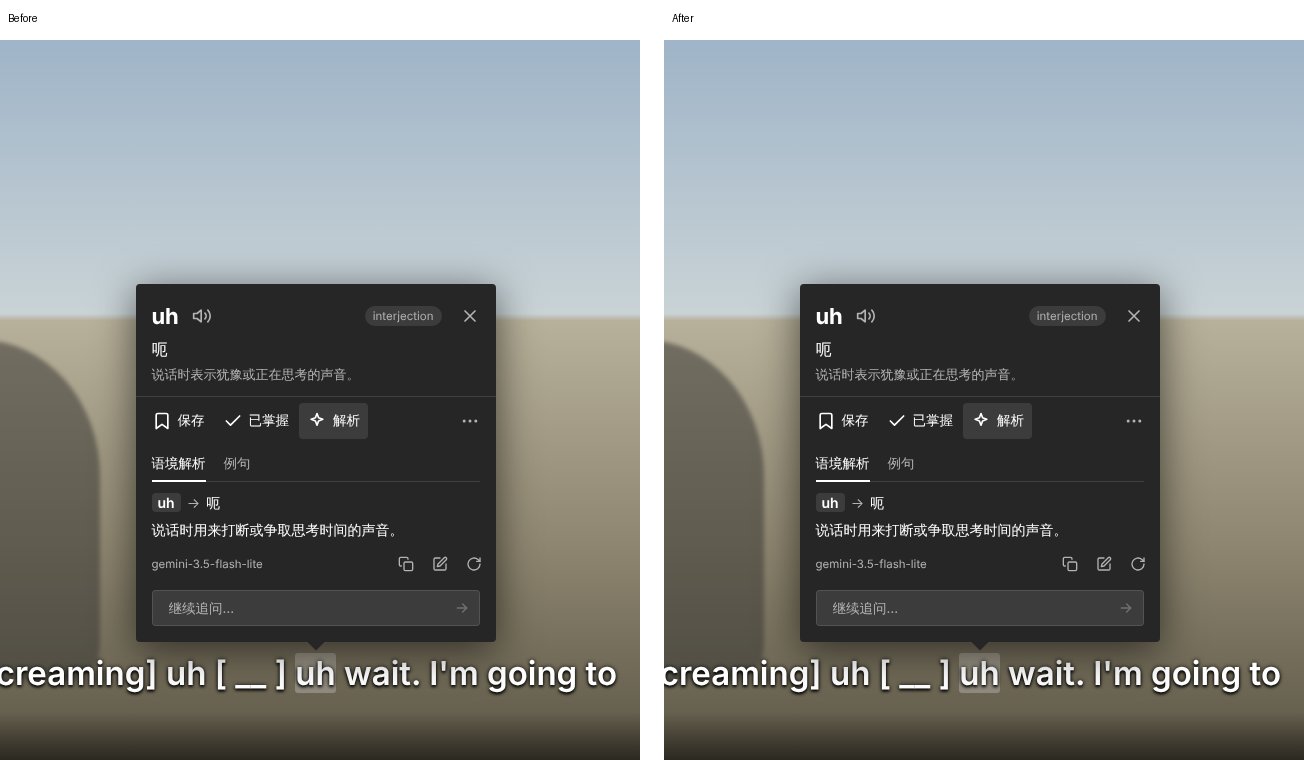 Before
uh
interjection
呃
说话时表示犹豫或正在思考的声音。
保存 已掌握 解析
语境解析 例句
uh → 呃
说话时用来打断或争取思考时间的声音。
gemini-3.5-flash-lite
继续追问...
creaming] uh [ __ ] uh wait. I'm going to
After
uh
interjection
呃
说话时表示犹豫或正在思考的声音。
保存 已掌握 解析
语境解析 例句
uh → 呃
说话时用来打断或争取思考时间的声音。
gemini-3.5-flash-lite
继续追问...
creaming] uh [ __ ] uh wait. I'm going to